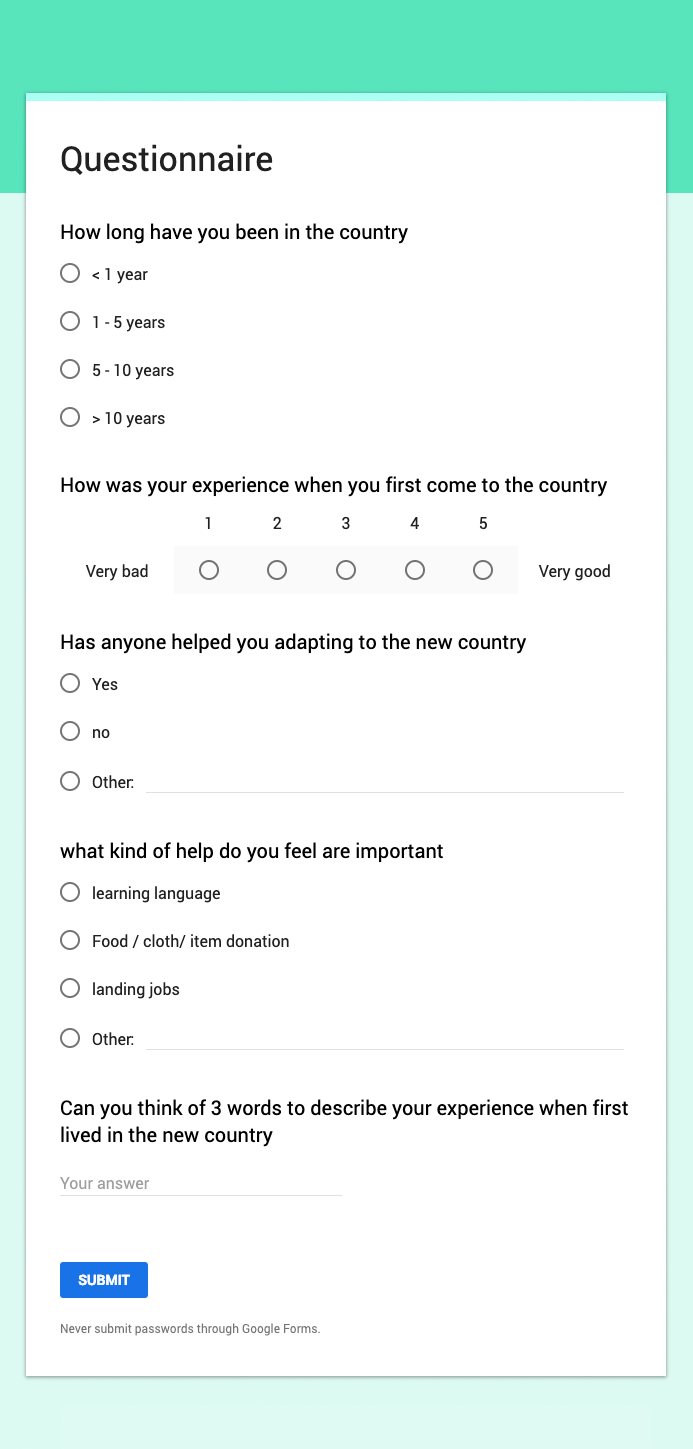 Questionnaire
How long have you been in the country
< 1 year
1 - 5 years
5 - 10 years
> 10 years
How was your experience when you first come to the country
1 2 3 4 5
Very bad Very good
Has anyone helped you adapting to the new country
Yes
no
Other:
what kind of help do you feel are important
learning language
Food / cloth/ item donation
landing jobs
Other:
Can you think of 3 words to describe your experience when first
lived in the new country
Your answer
SUBMIT
Never submit passwords through Google Forms.